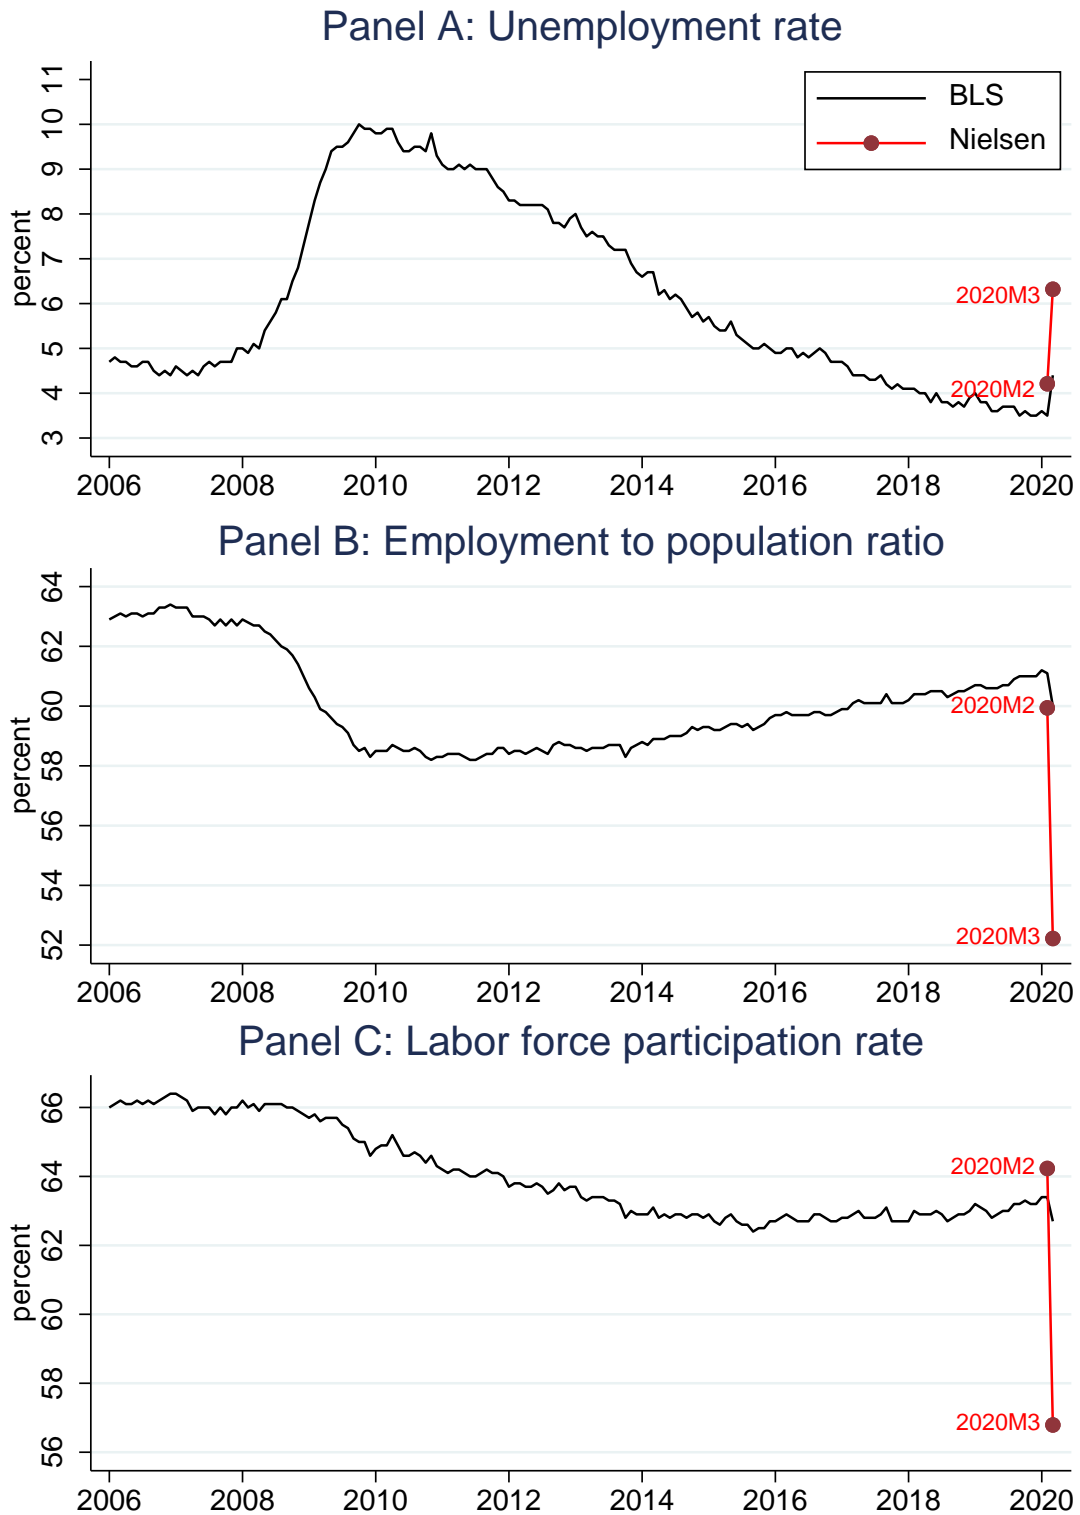 Panel A: Unemployment rate
percent
11
10
9
8
7
6
5
4
3
BLS
Nielsen
2020M3
2020M2
2006 2008 2010 2012 2014 2016 2018 2020
Panel B: Employment to population ratio
percent
64
62
60
58
56
54
52
2020M2
2020M3
2006 2008 2010 2012 2014 2016 2018 2020
Panel C: Labor force participation rate
percent
66
64
62
60
58
56
2020M2
2020M3
2006 2008 2010 2012 2014 2016 2018 2020